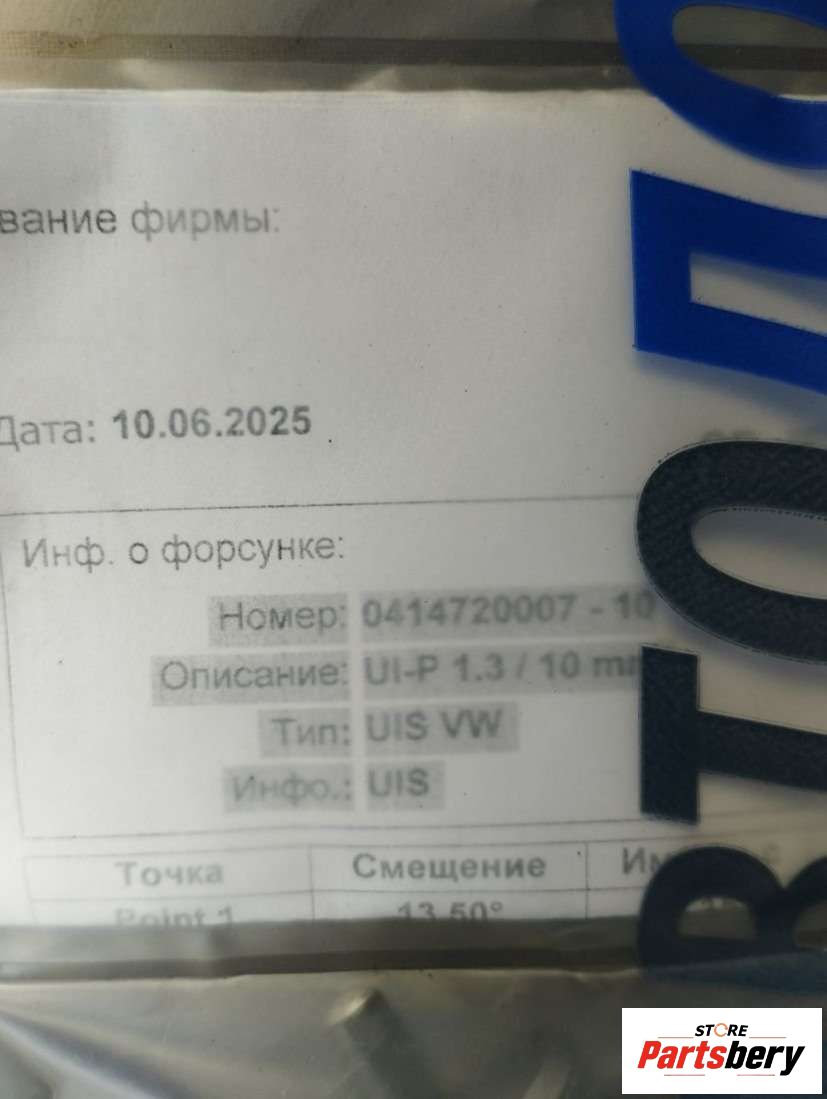 вание фирмы:
Дата: 10.06.2025
Инф. о форсунке:
Номер: 0414720007 - 10
Описание: UI-P 1.3 / 10
Тип: UIS VW
Инфо.: UIS
Точка Смещение
Point 1 13.50°
ВТО
STORE
Partsbery